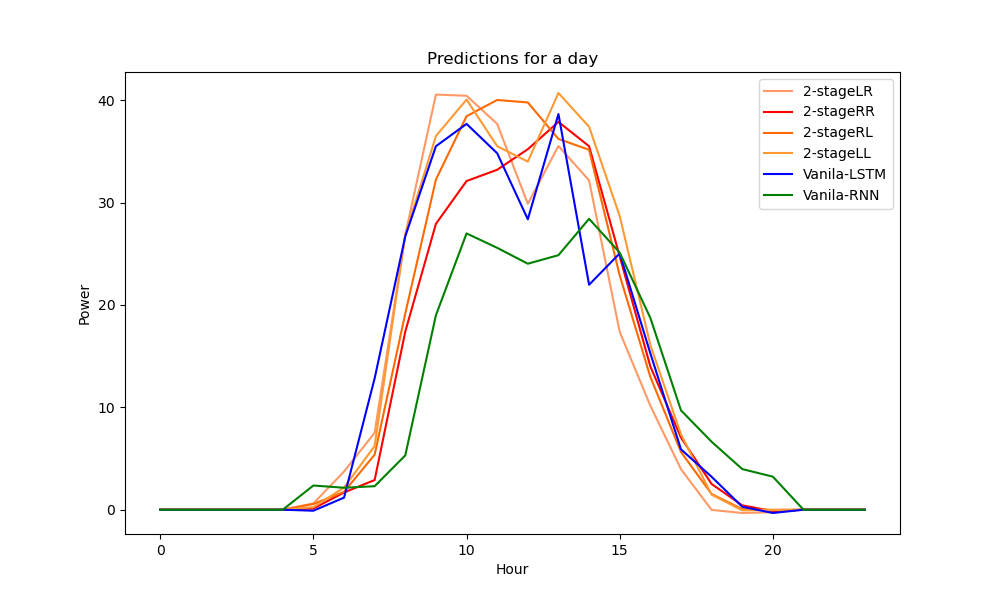 Predictions for a day
2-stageLR
2-stageRR
2-stageRL
2-stageLL
Vanila-LSTM
Vanila-RNN
Power
40
30
20
10
0
0 5 10 15 20
Hour